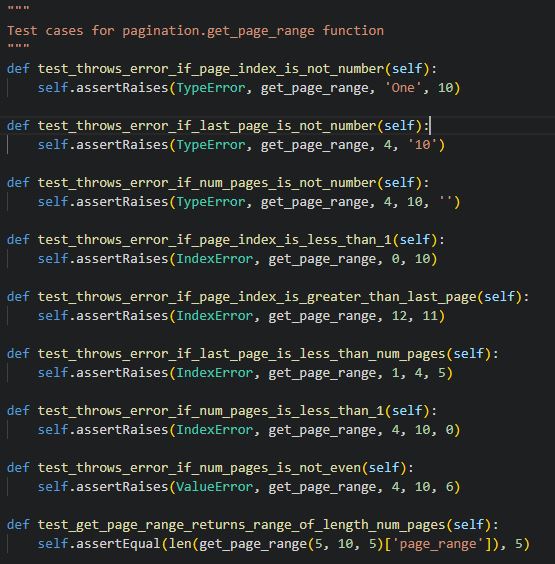 """
Test cases for pagination.get_page_range function
"""
def test_throws_error_if_page_index_is_not_number(self):
    self.assertRaises(TypeError, get_page_range, 'One', 10)
def test_throws_error_if_last_page_is_not_number(self):
    self.assertRaises(TypeError, get_page_range, 4, '10')
def test_throws_error_if_num_pages_is_not_number(self):
    self.assertRaises(TypeError, get_page_range, 4, 10, '')
def test_throws_error_if_page_index_is_less_than_1(self):
    self.assertRaises(IndexError, get_page_range, 0, 10)
def test_throws_error_if_page_index_is_greater_than_last_page(self):
    self.assertRaises(IndexError, get_page_range, 12, 11)
def test_throws_error_if_last_page_is_less_than_num_pages(self):
    self.assertRaises(IndexError, get_page_range, 1, 4, 5)
def test_throws_error_if_num_pages_is_less_than_1(self):
    self.assertRaises(IndexError, get_page_range, 4, 10, 0)
def test_throws_error_if_num_pages_is_not_even(self):
    self.assertRaises(ValueError, get_page_range, 4, 10, 6)
def test_get_page_range_returns_range_of_length_num_pages(self):
    self.assertEqual(len(get_page_range(5, 10, 5)['page_range']), 5)